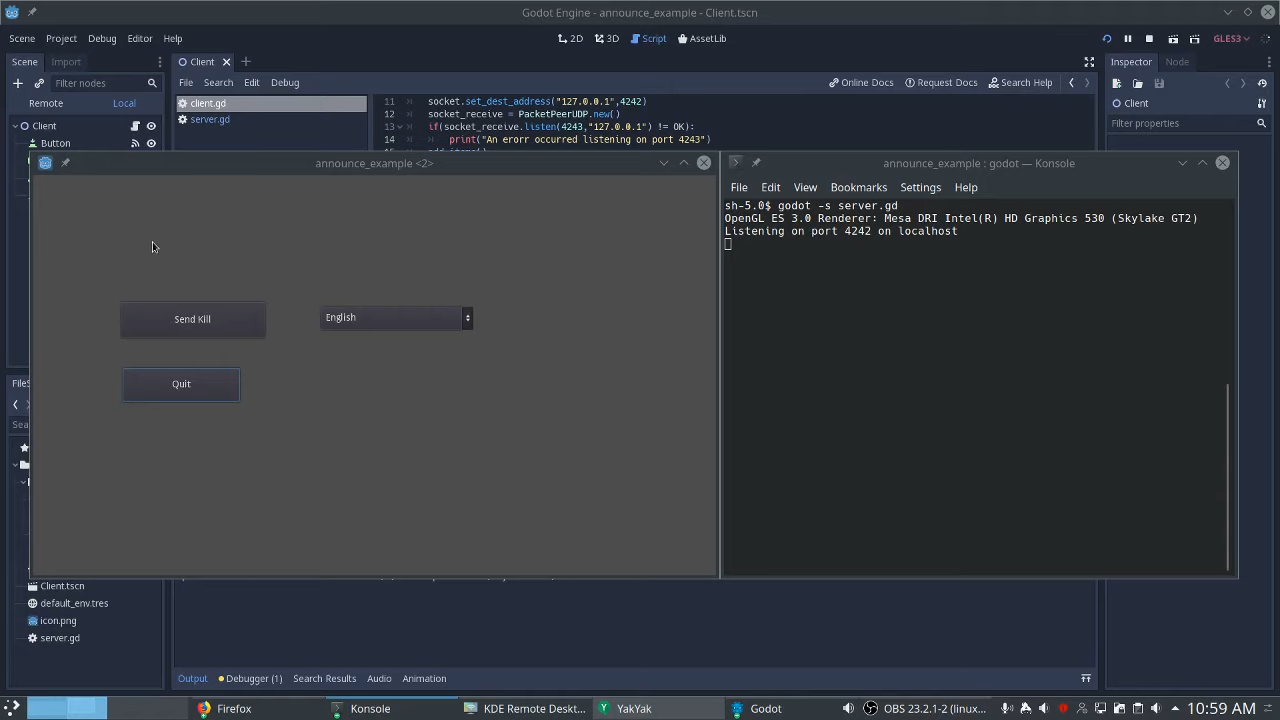 Godot Engine - announce_example - Client.tscn
Scene Project Debug Editor Help
2D 3D Script AssetLib
GLES3
Scene Import
Client
Inspector Node
Filter nodes
File Search Edit Debug
Online Docs Request Docs Search Help
Remote Local
client.gd
server.gd
Client
Filter properties
Client
Button
11 socket.set_dest_address("127.0.0.1",4242)
12 socket_receive = PacketPeerUDP.new()
13 if(socket_receive.listen(4243,"127.0.0.1") != OK):
14 print("An erorr occurred listening on port 4243")
announce_example <2>
Send Kill
English
Quit
announce_example : godot — Konsole
File Edit View Bookmarks Settings Help
sh-5.0$ godot -s server.gd
OpenGL ES 3.0 Renderer: Mesa DRI Intel(R) HD Graphics 530 (Skylake GT2)
Listening on port 4242 on localhost
Client.tscn
default_env.tres
icon.png
server.gd
Output Debugger (1) Search Results Audio Animation
Firefox
Konsole
KDE Remote Deskt...
YakYak
Godot
OBS 23.2.1-2 (linux...
10:59 AM